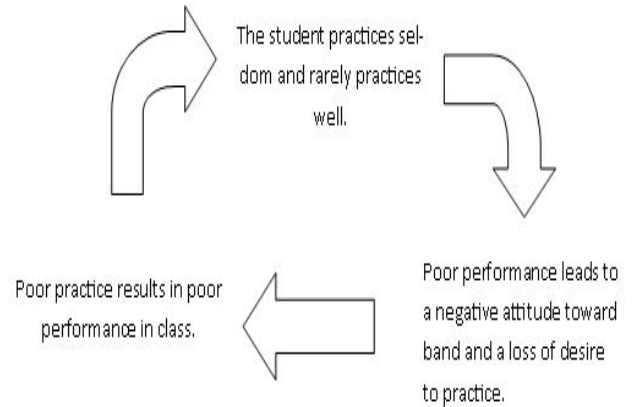 The student practices sel-
dom and rarely practices
well.
Poor performance leads to
a negative attitude toward
band and a loss of desire
to practice.
Poor practice results in poor
performance in class.